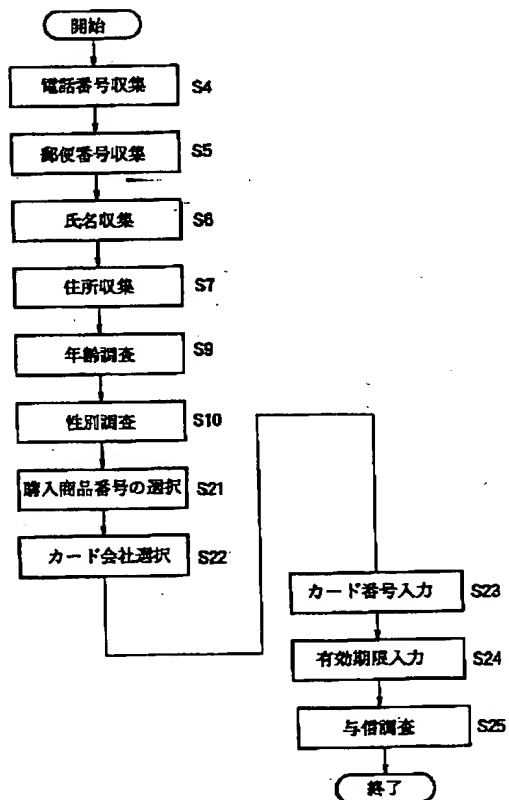 開始
電話番号収集 S4
郵便番号収集 S5
氏名収集 S6
住所収集 S7
年齢調査 S9
性別調査 S10
購入商品番号の選択 S21
カード会社選択 S22
カード番号入力 S23
有効期限入力 S24
与信調査 S25
終了